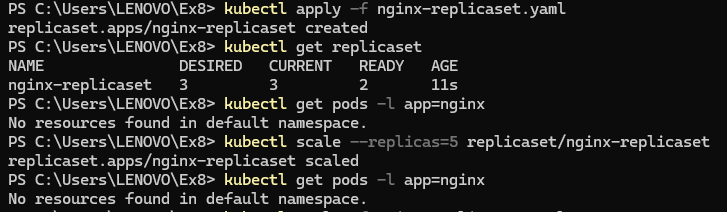 PS C:\Users\LENOVO\Ex8> kubectl apply -f nginx-replicaset.yaml
replicaset.apps/nginx-replicaset created
PS C:\Users\LENOVO\Ex8> kubectl get replicaset
NAME               DESIRED   CURRENT   READY   AGE
nginx-replicaset   3         3         2       11s
PS C:\Users\LENOVO\Ex8> kubectl get pods -l app=nginx
No resources found in default namespace.
PS C:\Users\LENOVO\Ex8> kubectl scale --replicas=5 replicaset/nginx-replicaset
replicaset.apps/nginx-replicaset scaled
PS C:\Users\LENOVO\Ex8> kubectl get pods -l app=nginx
No resources found in default namespace.